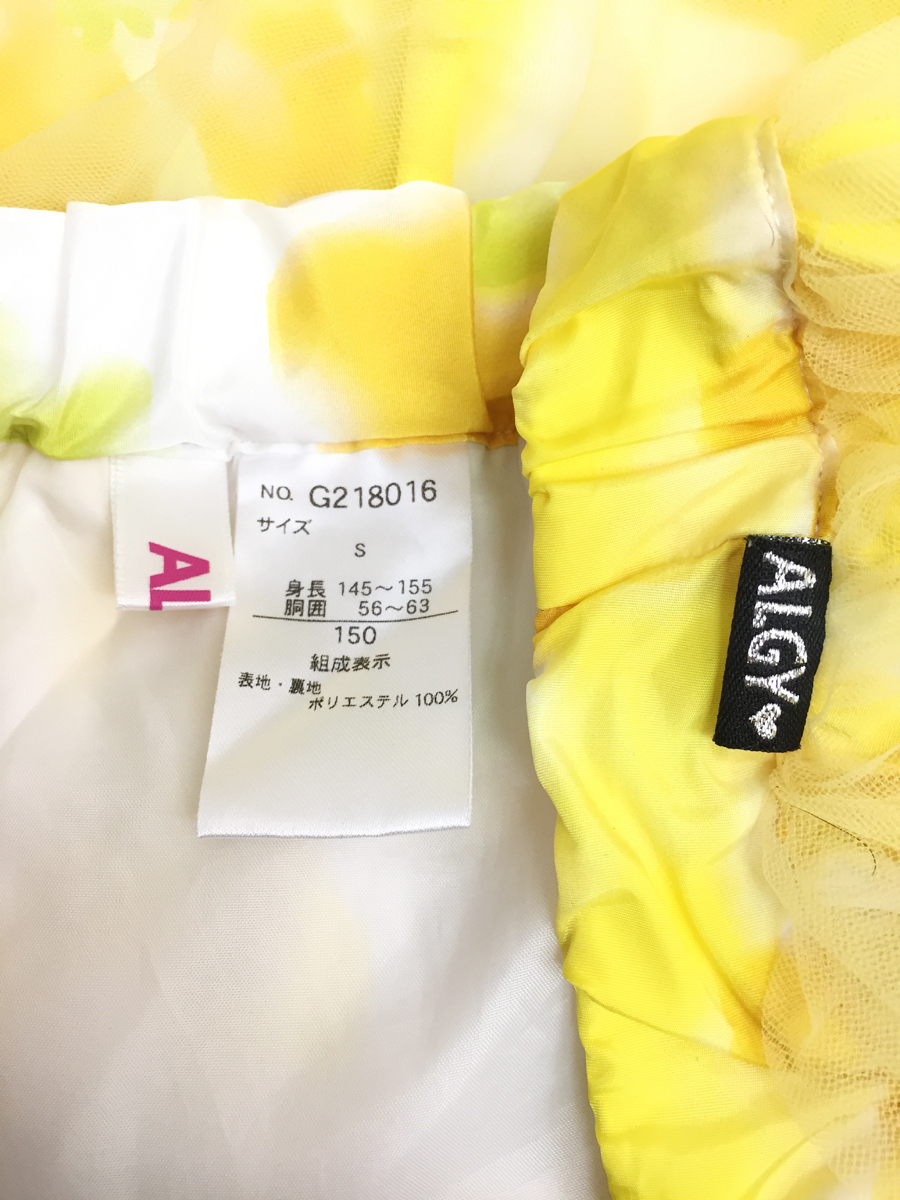 AL
NO. G218016
サイズ
S
身長 145～155
胴囲 56～63
150
組成表示
表地・裏地
ポリエステル 100%
ALGY